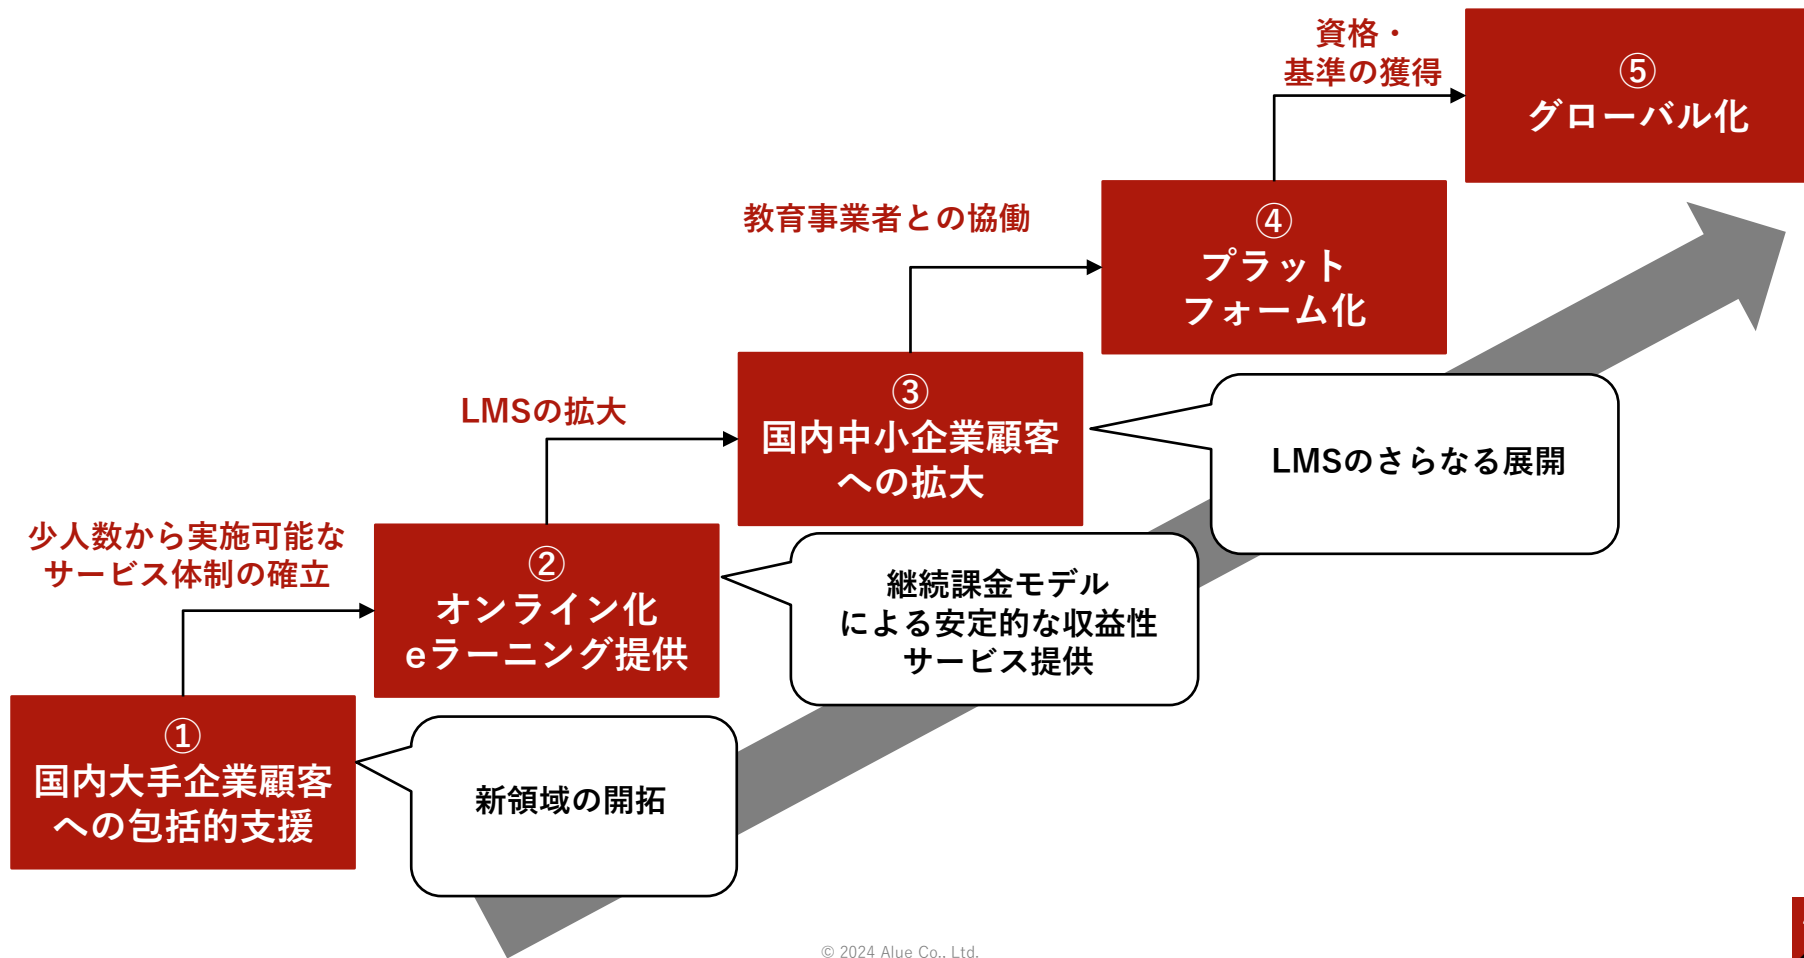 資格・
基準の獲得
⑤
グローバル化
教育事業者との協働
④
プラット
フォーム化
LMSの拡大
③
国内中小企業顧客
への拡大
LMSのさらなる展開
少人数から実施可能な
サービス体制の確立
②
オンライン化
eラーニング提供
継続課金モデル
による安定的な収益性
サービス提供
①
国内大手企業顧客
への包括的支援
新領域の開拓
© 2024 Alue Co., Ltd.